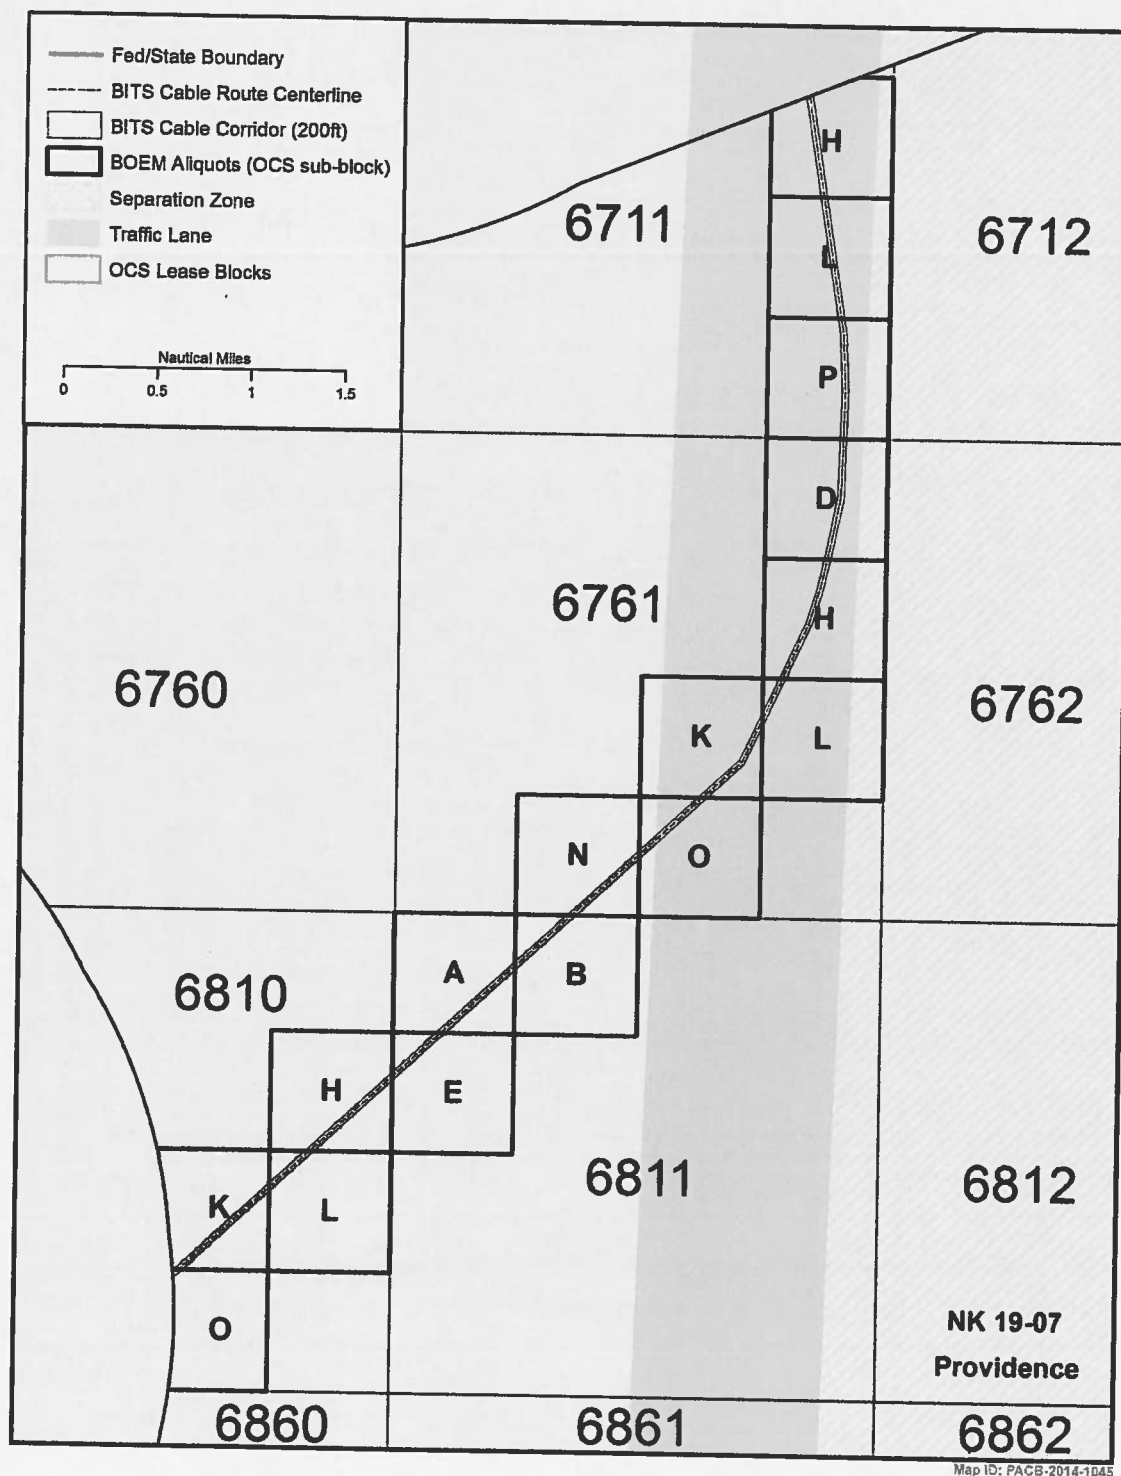 Fed/State Boundary
BITS Cable Route Centerline
BITS Cable Corridor (200ft)
BOEM Aliquots (OCS sub-block)
Separation Zone
Traffic Lane
OCS Lease Blocks
Nautical Miles
0 0.5 1 1.5
H
6711 6712
L
P
D
6761 H
6760 6762
K L
N O
A B
6810
H E
6811 6812
K L
O
NK 19-07
Providence
6860 6861 6862
Map ID: PACB-2014-1045